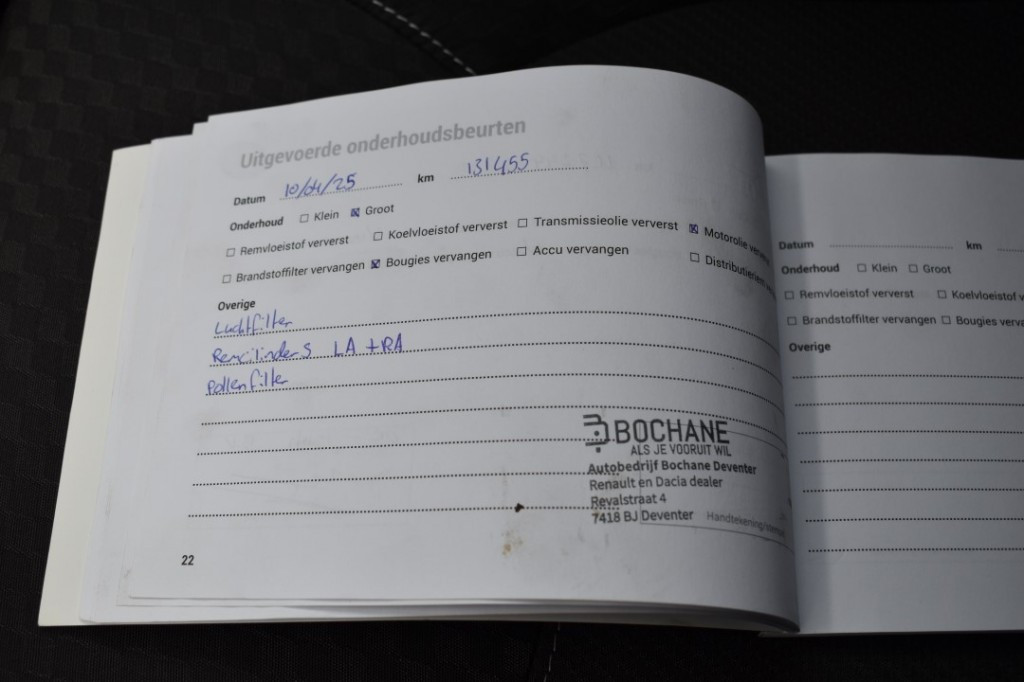 Uitgevoerde onderhoudsbeurten
Datum 10/04/25 km 131455
Onderhoud ☐ Klein ☒ Groot
☐ Remvloeistof ververst ☐ Koelvloeistof ververst ☐ Transmissieolie ververst ☒ Motorolie
☐ Brandstoffilter vervangen ☒ Bougies vervangen ☐ Accu vervangen ☐
Overige
Luchtfilter
Remcilinders LA + RA
Pollenfilter
BOCHANE
ALS JE VOORUIT WIL
Autobedrijf Bochane Deventer
Renault en Dacia dealer
Revalstraat 4
7418 BJ Deventer Handtekening/stempel
22
Datum km
Onderhoud ☐ Klein ☐ Groot
☐ Remvloeistof ververst ☐ Koelvloeistof v
☐ Brandstoffilter vervangen ☐ Bougies verva
Overige